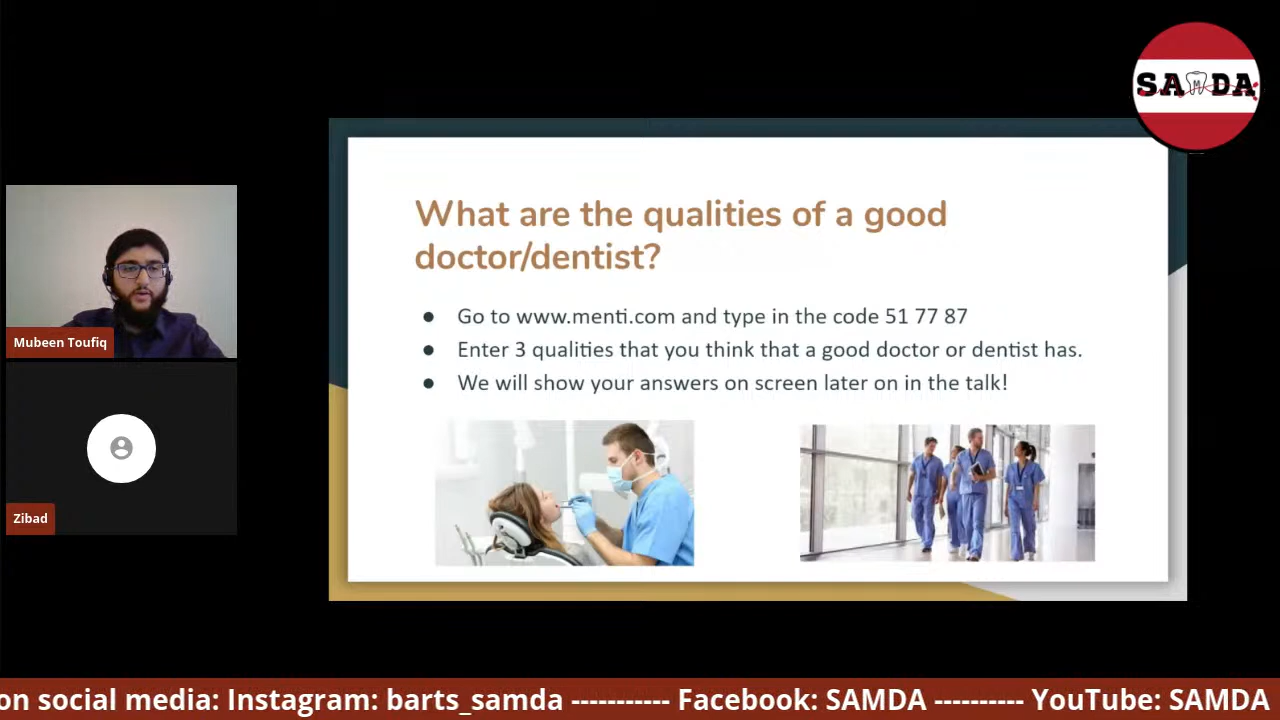 SAMDA
What are the qualities of a good
doctor/dentist?
● Go to www.menti.com and type in the code 51 77 87
● Enter 3 qualities that you think that a good doctor or dentist has.
● We will show your answers on screen later on in the talk!
Mubeen Toufiq
Zibad
on social media: Instagram: barts_samda ----------- Facebook: SAMDA ---------- YouTube: SAMDA